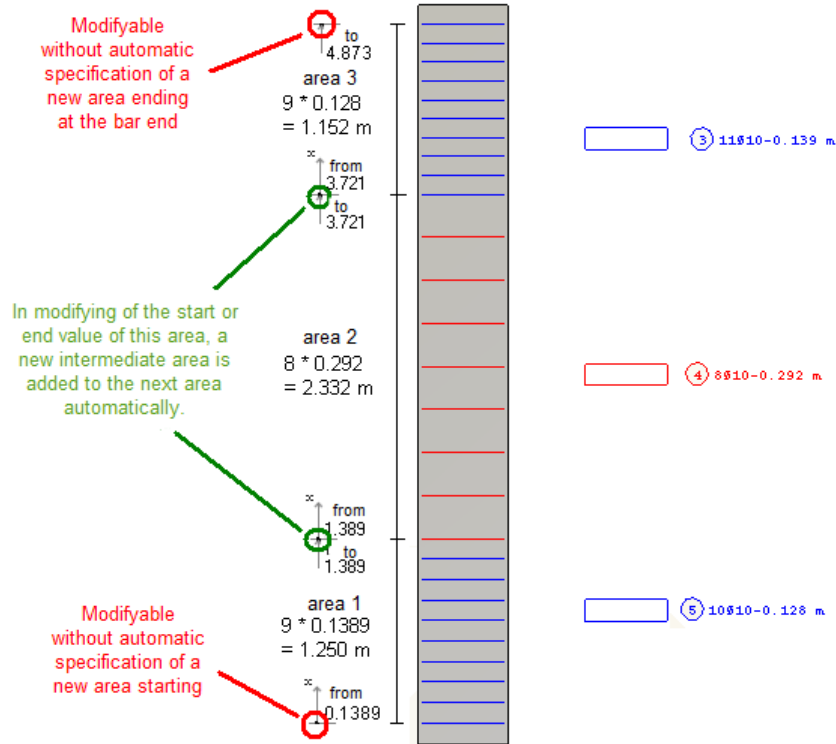 Modifyable
without automatic
specification of a
new area ending
at the bar end
to
4.873
area 3
9 * 0.128
= 1.152 m
x
from
3.721
to
3.721
3 11ø10-0.139 m
In modifying of the start or
end value of this area, a
new intermediate area is
added to the next area
automatically.
area 2
8 * 0.292
= 2.332 m
4 8ø10-0.292 m
x
from
1.389
to
1.389
area 1
9 * 0.1389
= 1.250 m
5 10ø10-0.128 m
Modifyable
without automatic
specification of a
new area starting
x
from
0.1389